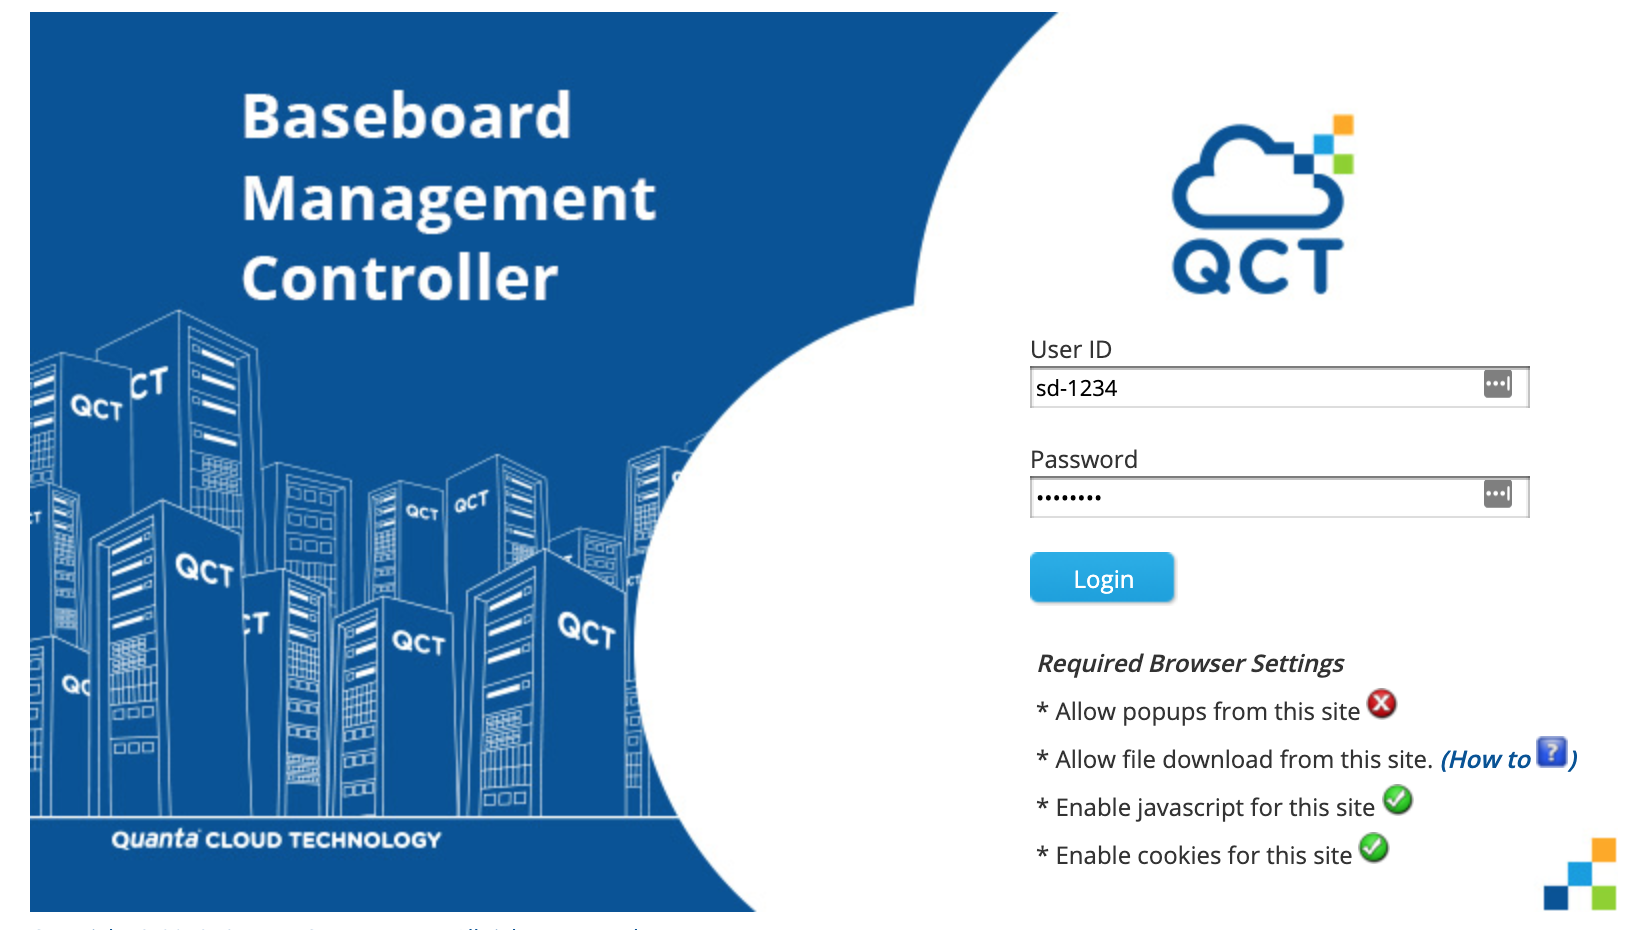 Baseboard
Management
Controller
QCT
User ID
sd-1234
Password
••••••••
Login
Required Browser Settings
* Allow popups from this site
* Allow file download from this site. (How to ?)
* Enable javascript for this site
* Enable cookies for this site
CT
QCT
QCT
QCT
QCT
CT
QCT
QCT
QC
Quanta CLOUD TECHNOLOGY